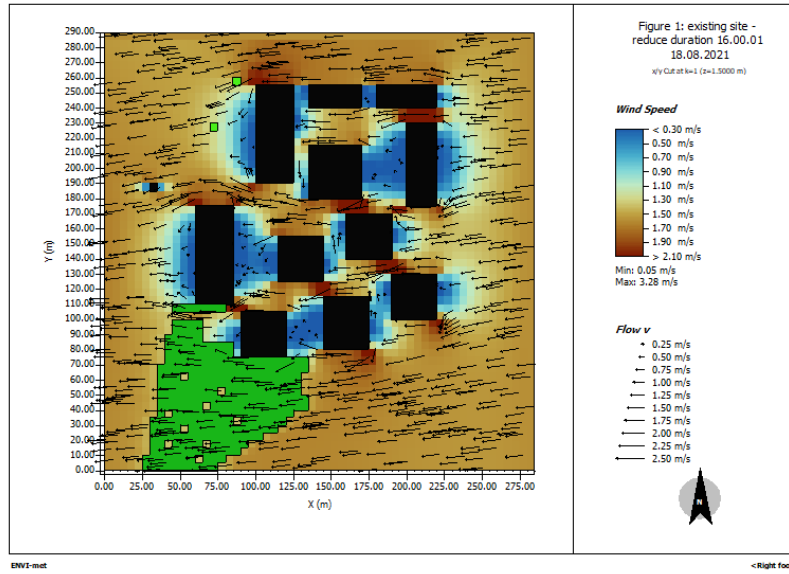 Figure 1: existing site -
reduce duration 16.00.01
18.08.2021
x/y Cut at k=1 (z=1.5000 m)
Wind Speed
< 0.30 m/s
0.50 m/s
0.70 m/s
0.90 m/s
1.10 m/s
1.30 m/s
1.50 m/s
1.70 m/s
1.90 m/s
> 2.10 m/s
Min: 0.05 m/s
Max: 3.28 m/s
Flow v
0.25 m/s
0.50 m/s
0.75 m/s
1.00 m/s
1.25 m/s
1.50 m/s
1.75 m/s
2.00 m/s
2.25 m/s
2.50 m/s
N
290.00
280.00
270.00
260.00
250.00
240.00
230.00
220.00
210.00
200.00
190.00
180.00
170.00
160.00
150.00
140.00
130.00
120.00
110.00
100.00
90.00
80.00
70.00
60.00
50.00
40.00
30.00
20.00
10.00
0.00
Y (m)
0.00 25.00 50.00 75.00 100.00 125.00 150.00 175.00 200.00 225.00 250.00 275.00
X (m)
ENVI-met
<Right foo